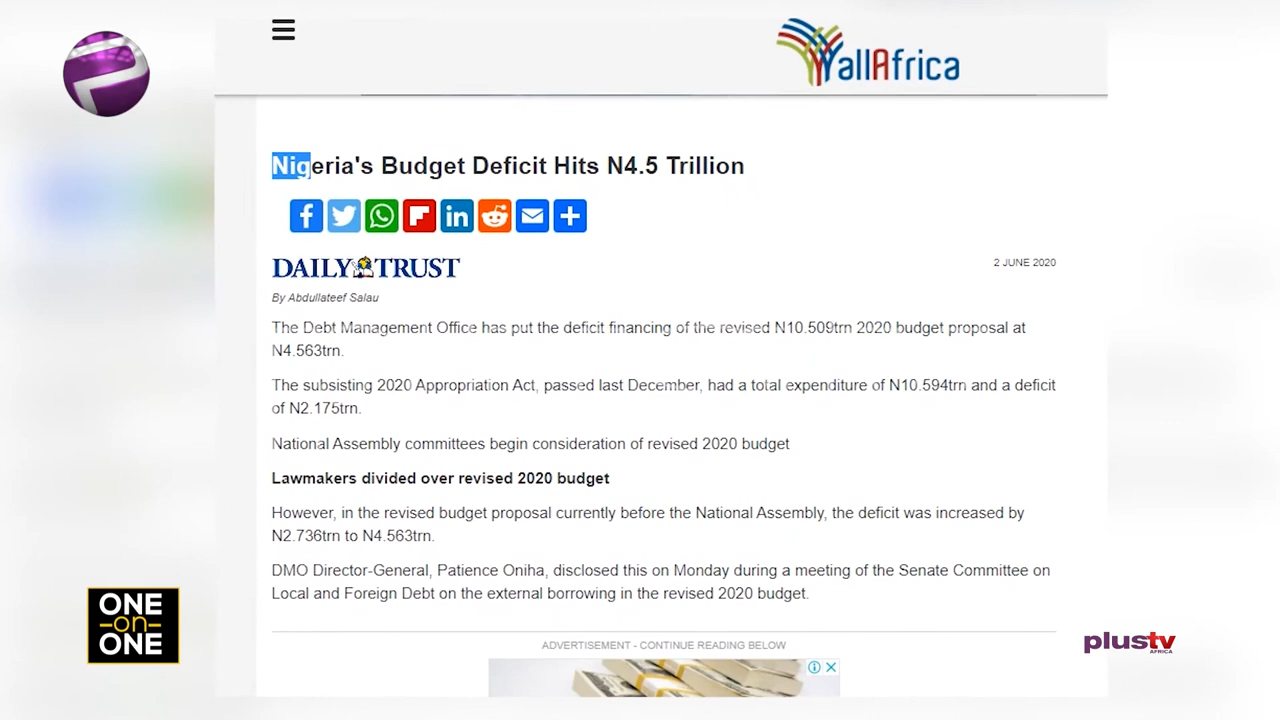 allAfrica
Nigeria's Budget Deficit Hits N4.5 Trillion
DAILY TRUST
2 JUNE 2020
By Abdullateef Salau
The Debt Management Office has put the deficit financing of the revised N10.509trn 2020 budget proposal at
N4.563trn.
The subsisting 2020 Appropriation Act, passed last December, had a total expenditure of N10.594trn and a deficit
of N2.175trn.
National Assembly committees begin consideration of revised 2020 budget
Lawmakers divided over revised 2020 budget
However, in the revised budget proposal currently before the National Assembly, the deficit was increased by
N2.736trn to N4.563trn.
DMO Director-General, Patience Oniha, disclosed this on Monday during a meeting of the Senate Committee on
Local and Foreign Debt on the external borrowing in the revised 2020 budget.
ADVERTISEMENT - CONTINUE READING BELOW
ONE
on
ONE
plustv
AFRICA